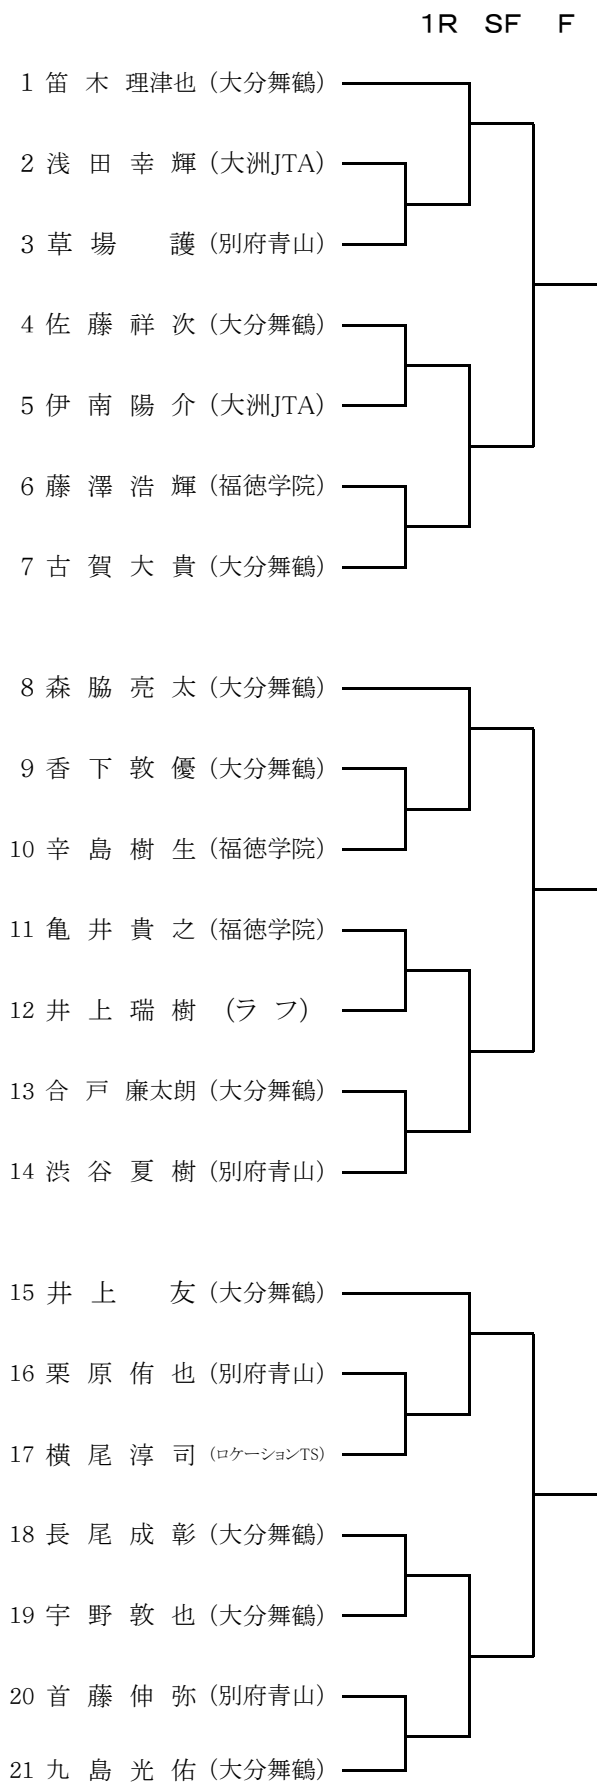 1R SF F
1 笛木 理津也 (大分舞鶴)
2 浅田幸輝 (大洲JTA)
3 草場 護 (別府青山)
4 佐藤祥次 (大分舞鶴)
5 伊南陽介 (大洲JTA)
6 藤澤浩輝 (福徳学院)
7 古賀大貴 (大分舞鶴)
8 森脇亮太 (大分舞鶴)
9 香下敦優 (大分舞鶴)
10 辛島樹生 (福徳学院)
11 亀井貴之 (福徳学院)
12 井上瑞樹 (ラフ)
13 合戸 廉太朗 (大分舞鶴)
14 渋谷夏樹 (別府青山)
15 井上 友 (大分舞鶴)
16 栗原侑也 (別府青山)
17 横尾淳司 (ロケーションTS)
18 長尾成彰 (大分舞鶴)
19 宇野敦也 (大分舞鶴)
20 首藤伸弥 (別府青山)
21 九島光佑 (大分舞鶴)